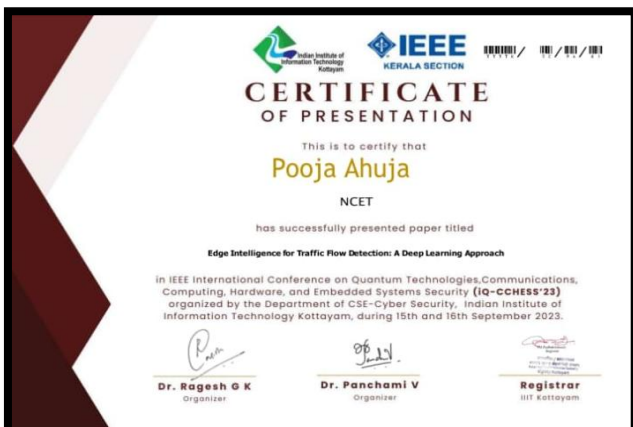 Indian Institute of
Information Technology
Kottayam
IEEE
KERALA SECTION
CERTIFICATE
OF PRESENTATION
This is to certify that
Pooja Ahuja
NCET
has successfully presented paper titled
Edge Intelligence for Traffic Flow Detection: A Deep Learning Approach
in IEEE International Conference on Quantum Technologies,Communications,
Computing, Hardware, and Embedded Systems Security (iQ-CCHESS'23)
organized by the Department of CSE-Cyber Security, Indian Institute of
Information Technology Kottayam, during 15th and 16th September 2023.
Dr. Ragesh G K
Organizer
Dr. Panchami V
Organizer
Registrar
IIIT Kottayam